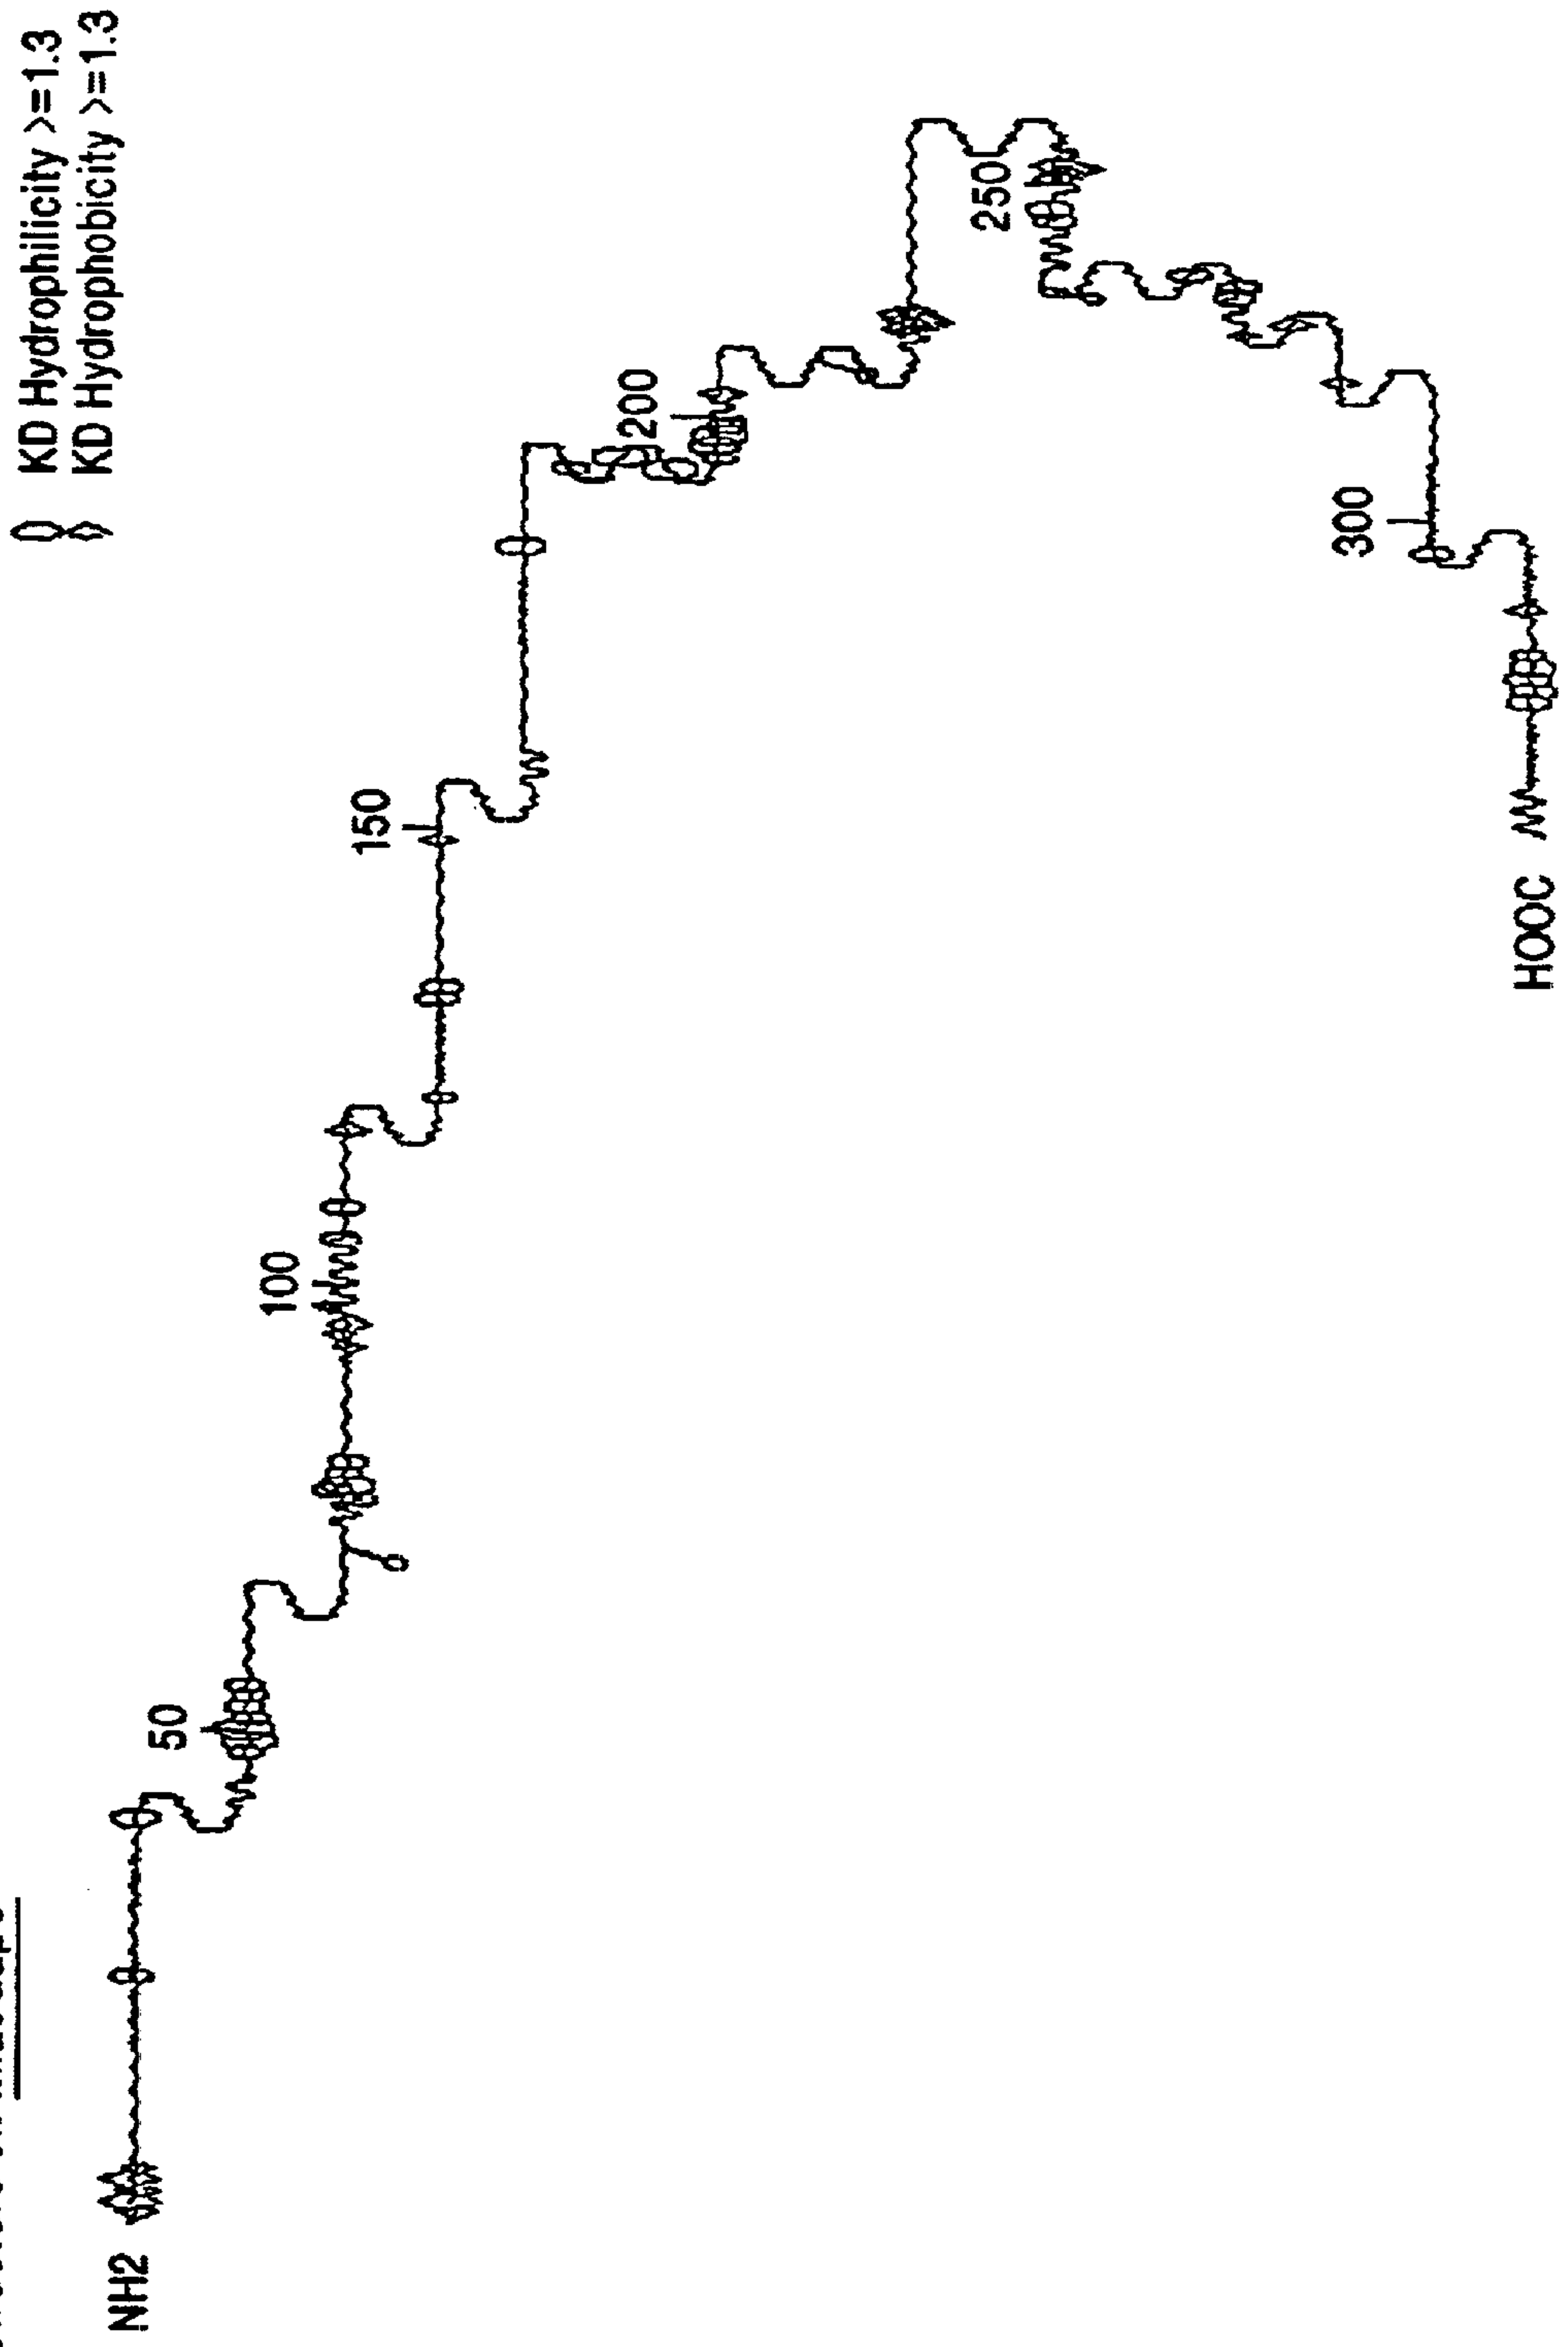 KD Hydrophilicity >=1.3
KD Hydrophobicity >=1.3
NH2
50
100
150
200
250
300
HOOC